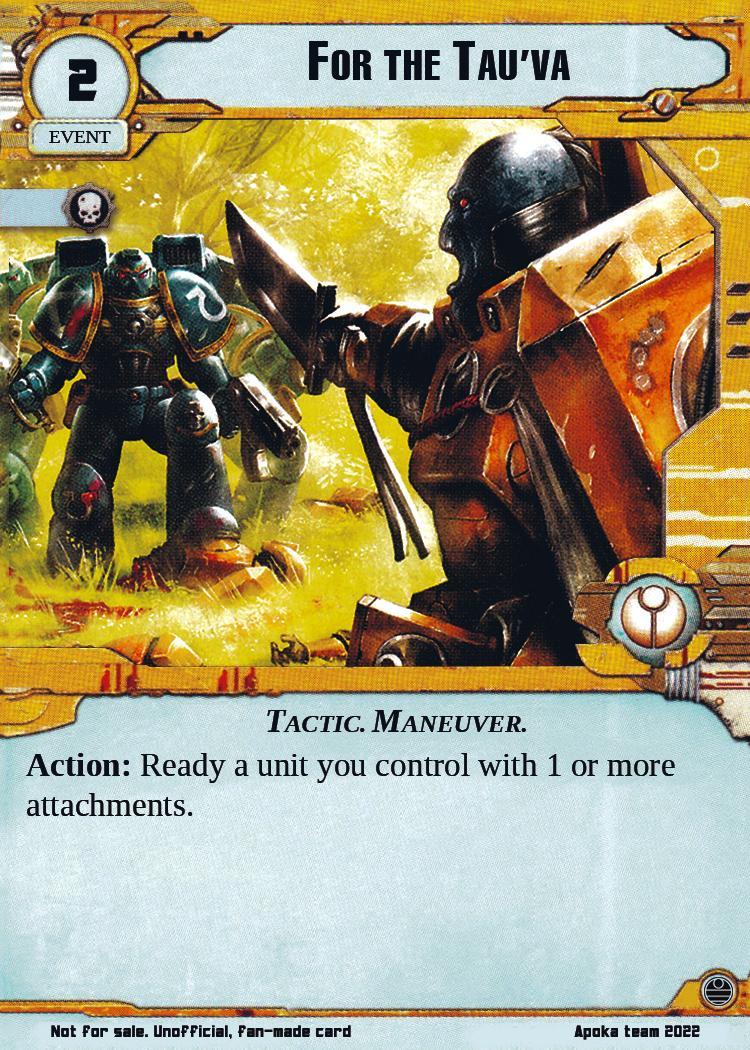 2
For the Tau'va
EVENT
Tactic. Maneuver.
Action: Ready a unit you control with 1 or more
attachments.
Not for sale. Unofficial, fan-made card
Apoka team 2022